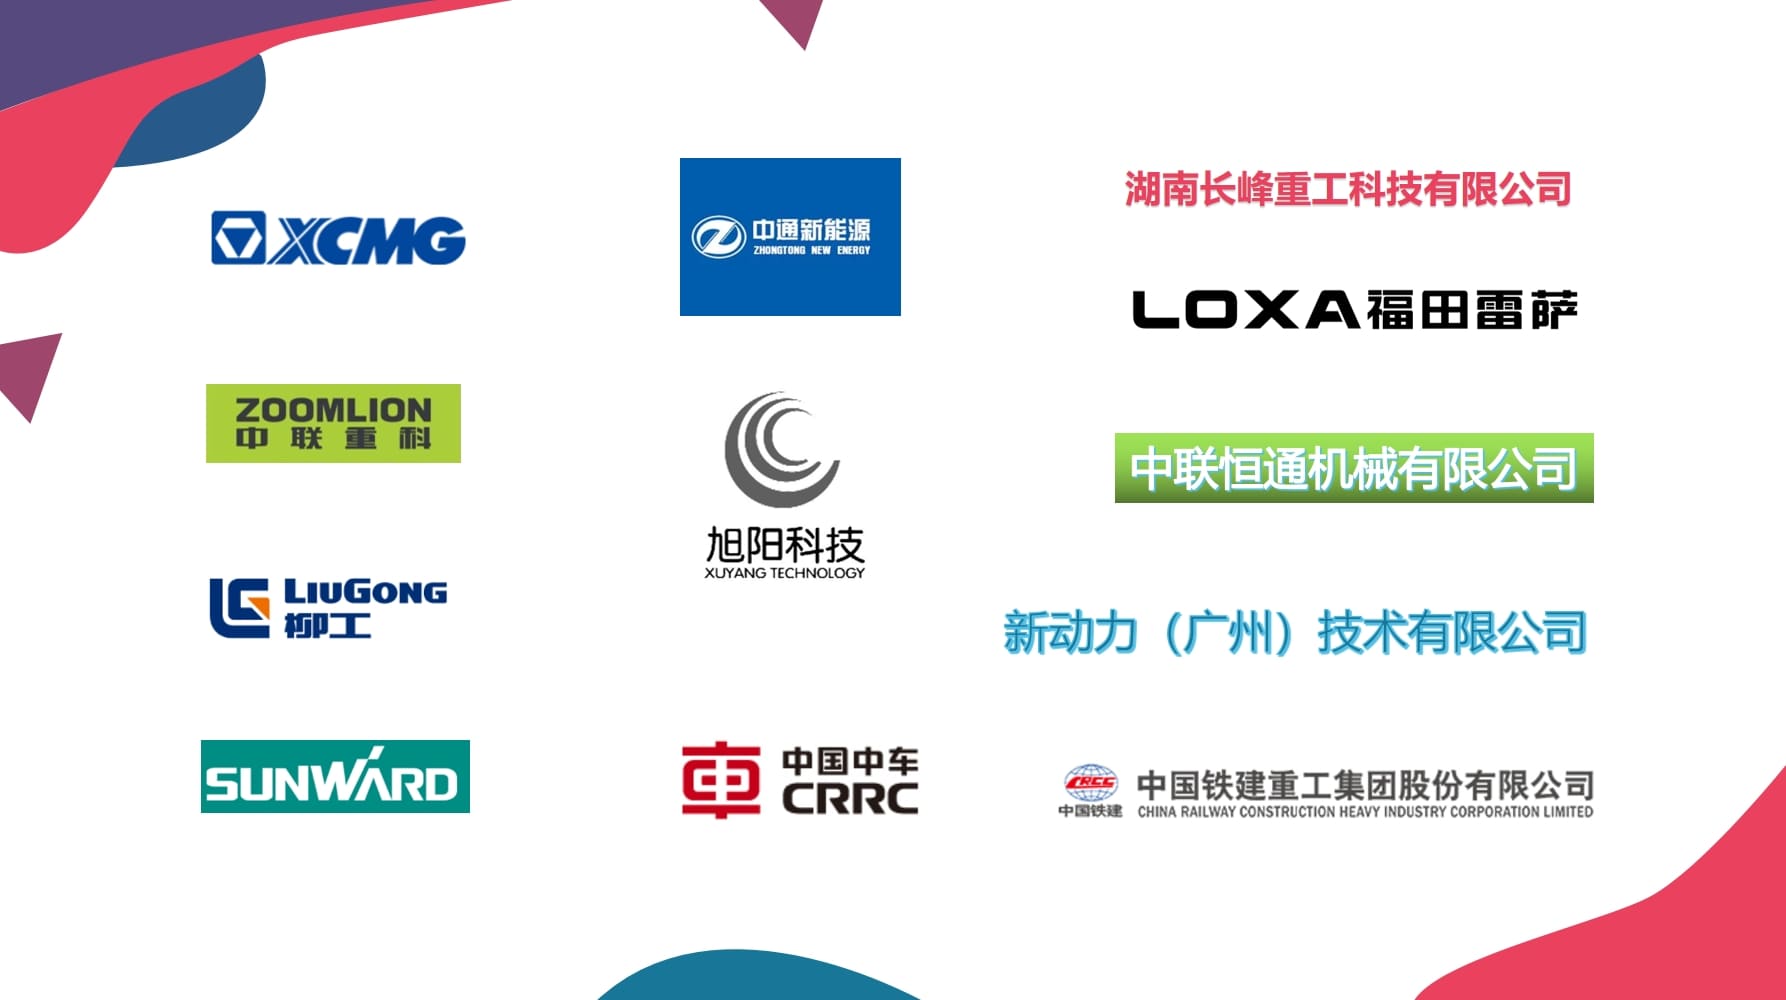 XCMG
ZOOMLION
中联重科
LIUGONG
柳工
SUNWARD
中通新能源
ZHONGTONG NEW ENERGY
旭阳科技
XUYANG TECHNOLOGY
中国中车
CRRC
湖南长峰重工科技有限公司
LOXA福田雷萨
中联恒通机械有限公司
新动力（广州）技术有限公司
CRCC
中国铁建
中国铁建重工集团股份有限公司
CHINA RAILWAY CONSTRUCTION HEAVY INDUSTRY CORPORATION LIMITED